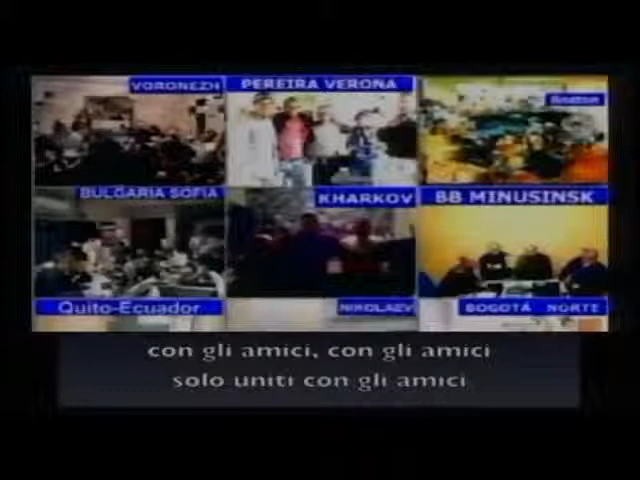 VORONEZH
PEREIRA VERONA
BULGARIA SOFIA
KHARKOV
BB MINUSINSK
Quito-Ecuador
NIKOLAEV
BOGOTÁ NORTE
con gli amici, con gli amici
solo uniti con gli amici